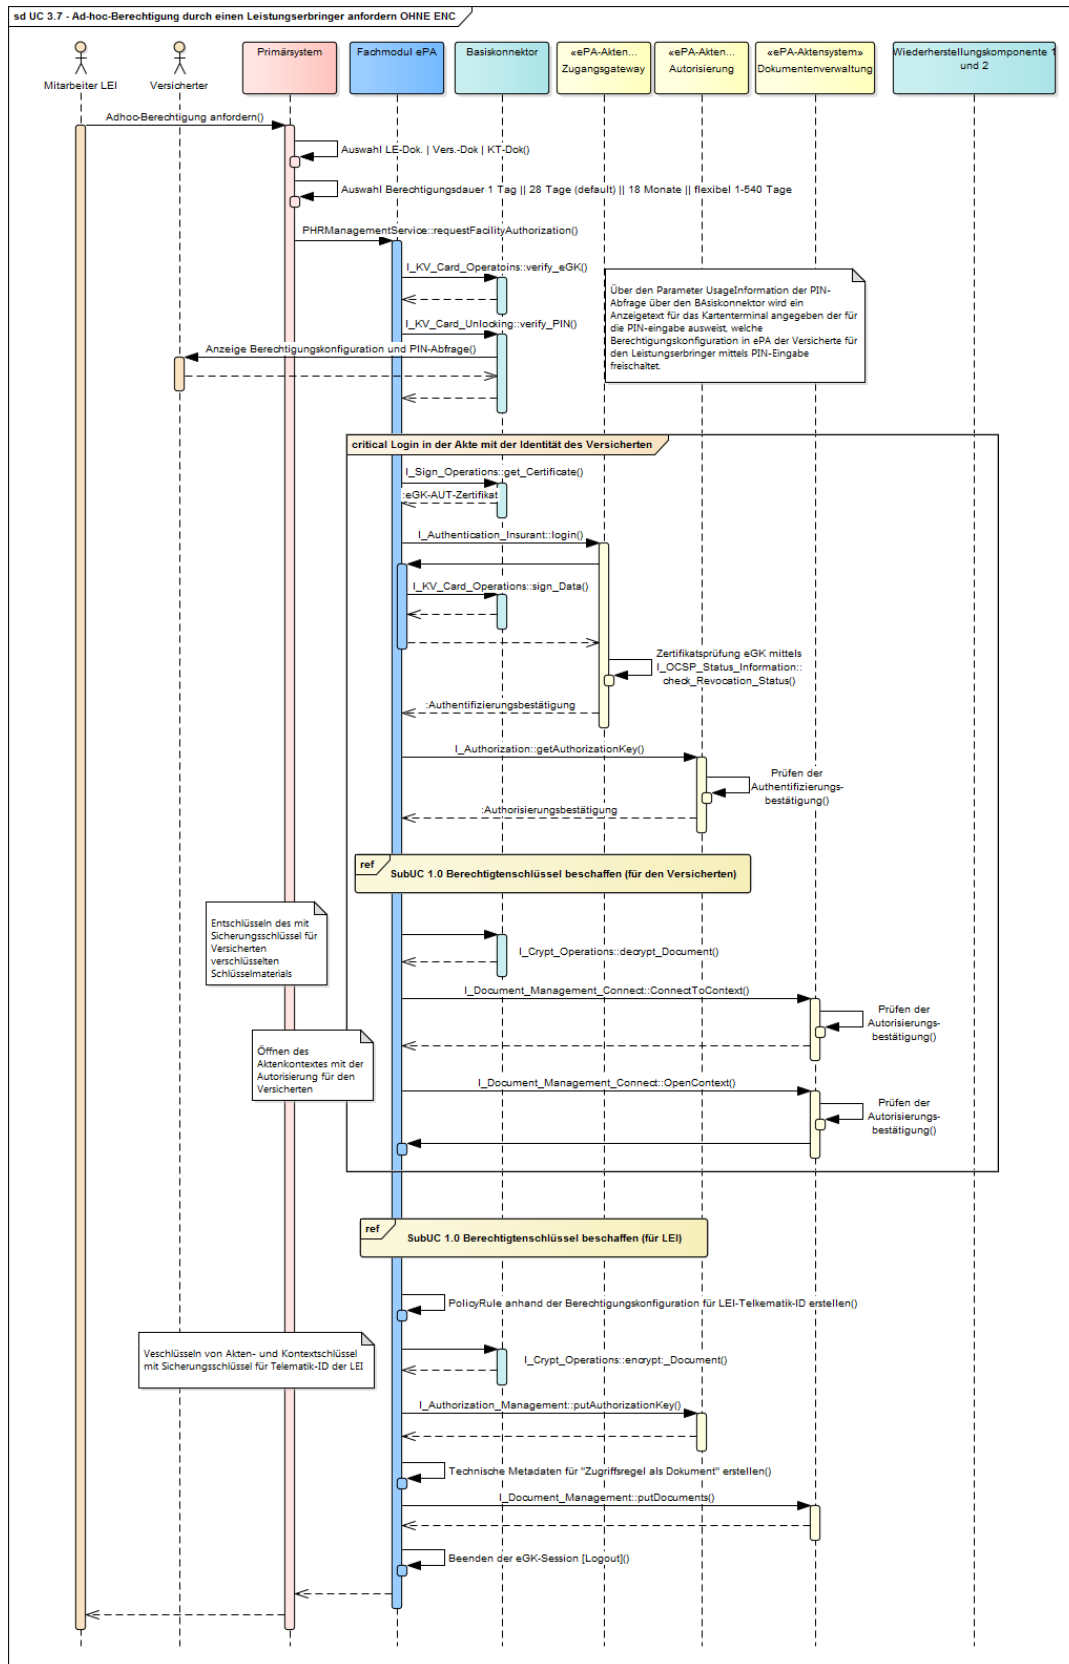 sd UC 3.7 - Ad-hoc-Berechtigung durch einen Leistungserbringer anfordern OHNE ENC
Mitarbeiter LEI
Versicherter
Primärsystem
Fachmodul ePA
Basiskonnektor
«ePA-Akten...
Zugangsgateway
«ePA-Akten...
Autorisierung
«ePA-Aktensystem»
Dokumentenverwaltung
Wiederherstellungskomponente 1
und 2
Adhoc-Berechtigung anfordern()
Auswahl LE-Dok. | Vers.-Dok | KT-Dok()
Auswahl Berechtigungsdauer 1 Tag || 28 Tage (default) || 18 Monate || flexibel 1-540 Tage
PHRManagementService::requestFacilityAuthorization()
I_KV_Card_Operatoins::verify_eGK()
Über den Parameter UsageInformation der PIN-
Abfrage über den BAsiskonnektor wird ein
Anzeigetext für das Kartenterminal angegeben der für
die PIN-eingabe ausweist, welche
Berechtigungskonfiguration in ePA der Versicherte für
den Leistungserbringer mittels PIN-Eingabe
freischaltet.
I_KV_Card_Unlocking::verify_PIN()
Anzeige Berechtigungskonfiguration und PIN-Abfrage()
critical Login in der Akte mit der Identität des Versicherten
I_Sign_Operations::get_Certificate()
:eGK-AUT-Zertifikat
I_Authentication_Insurant::login()
I_KV_Card_Operations::sign_Data()
Zertifikatsprüfung eGK mittels
I_OCSP_Status_Information::
check_Revocation_Status()
:Authentifizierungsbestätigung
I_Authorization::getAuthorizationKey()
Prüfen der
Authentifizierungs-
bestätigung()
:Authorisierungsbestätigung
ref
SubUC 1.0 Berechtigtenschlüssel beschaffen (für den Versicherten)
Entschlüsseln des mit
Sicherungsschlüssel für
Versicherten
verschlüsselten
Schlüsselmaterials
I_Crypt_Operations::decrypt_Document()
I_Document_Management_Connect::ConnectToContext()
Prüfen der
Autorisierungs-
bestätigung()
Öffnen des
Aktenkontextes mit der
Autorisierung für den
Versicherten
I_Document_Management_Connect::OpenContext()
Prüfen der
Autorisierungs-
bestätigung()
ref
SubUC 1.0 Berechtigtenschlüssel beschaffen (für LEI)
PolicyRule anhand der Berechtigungskonfiguration für LEI-Telkematik-ID erstellen()
Veschlüsseln von Akten- und Kontextschlüssel
mit Sicherungsschlüssel für Telematik-ID der LEI
I_Crypt_Operations::encrypt:_Document()
I_Authorization_Management::putAuthorizationKey()
Technische Metadaten für "Zugriffsregel als Dokument" erstellen()
I_Document_Management::putDocuments()
Beenden der eGK-Session [Logout]()